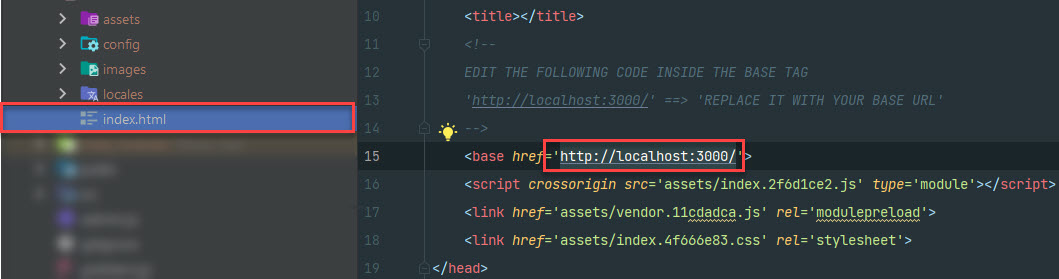 assets
config
images
locales
index.html
10 <title></title>
11 <!--
12 EDIT THE FOLLOWING CODE INSIDE THE BASE TAG
13 'http://localhost:3000/' ==> 'REPLACE IT WITH YOUR BASE URL'
14 -->
15 <base href='http://localhost:3000/'>
16 <script crossorigin src='assets/index.2f6d1ce2.js' type='module'></script>
17 <link href='assets/vendor.11cdadca.js' rel='modulepreload'>
18 <link href='assets/index.4f666e83.css' rel='stylesheet'>
19 </head>